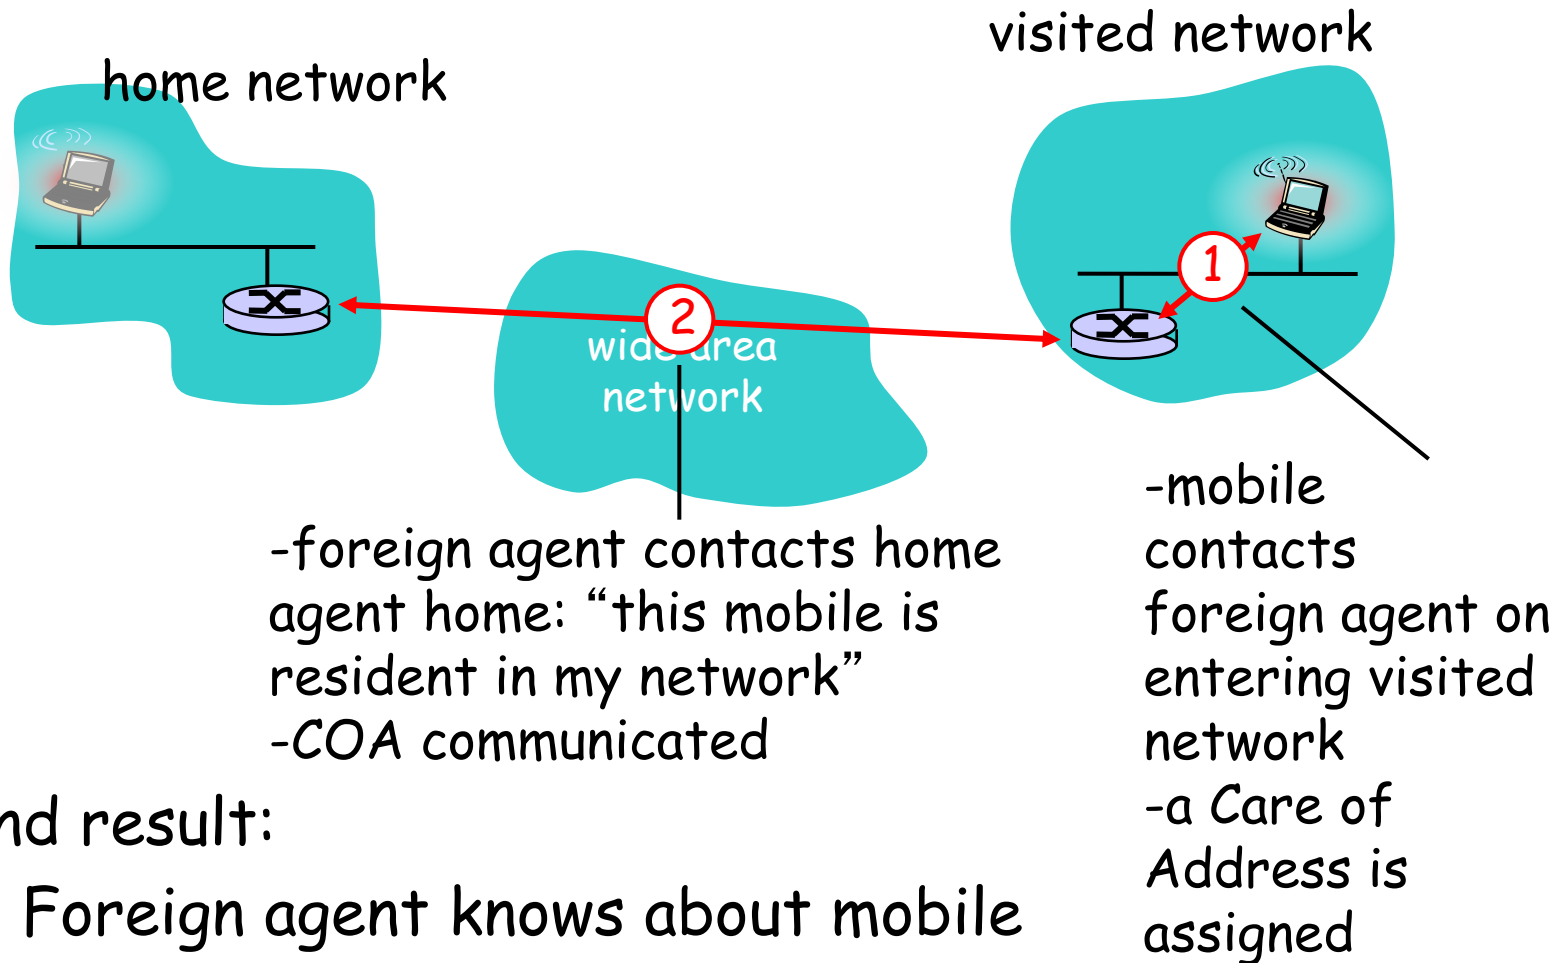 visited network
home network
1
2
wide area
network
-foreign agent contacts home
agent home: “this mobile is
resident in my network”
-COA communicated
-mobile
contacts
foreign agent on
entering visited
network
-a Care of
Address is
assigned
nd result:
Foreign agent knows about mobile